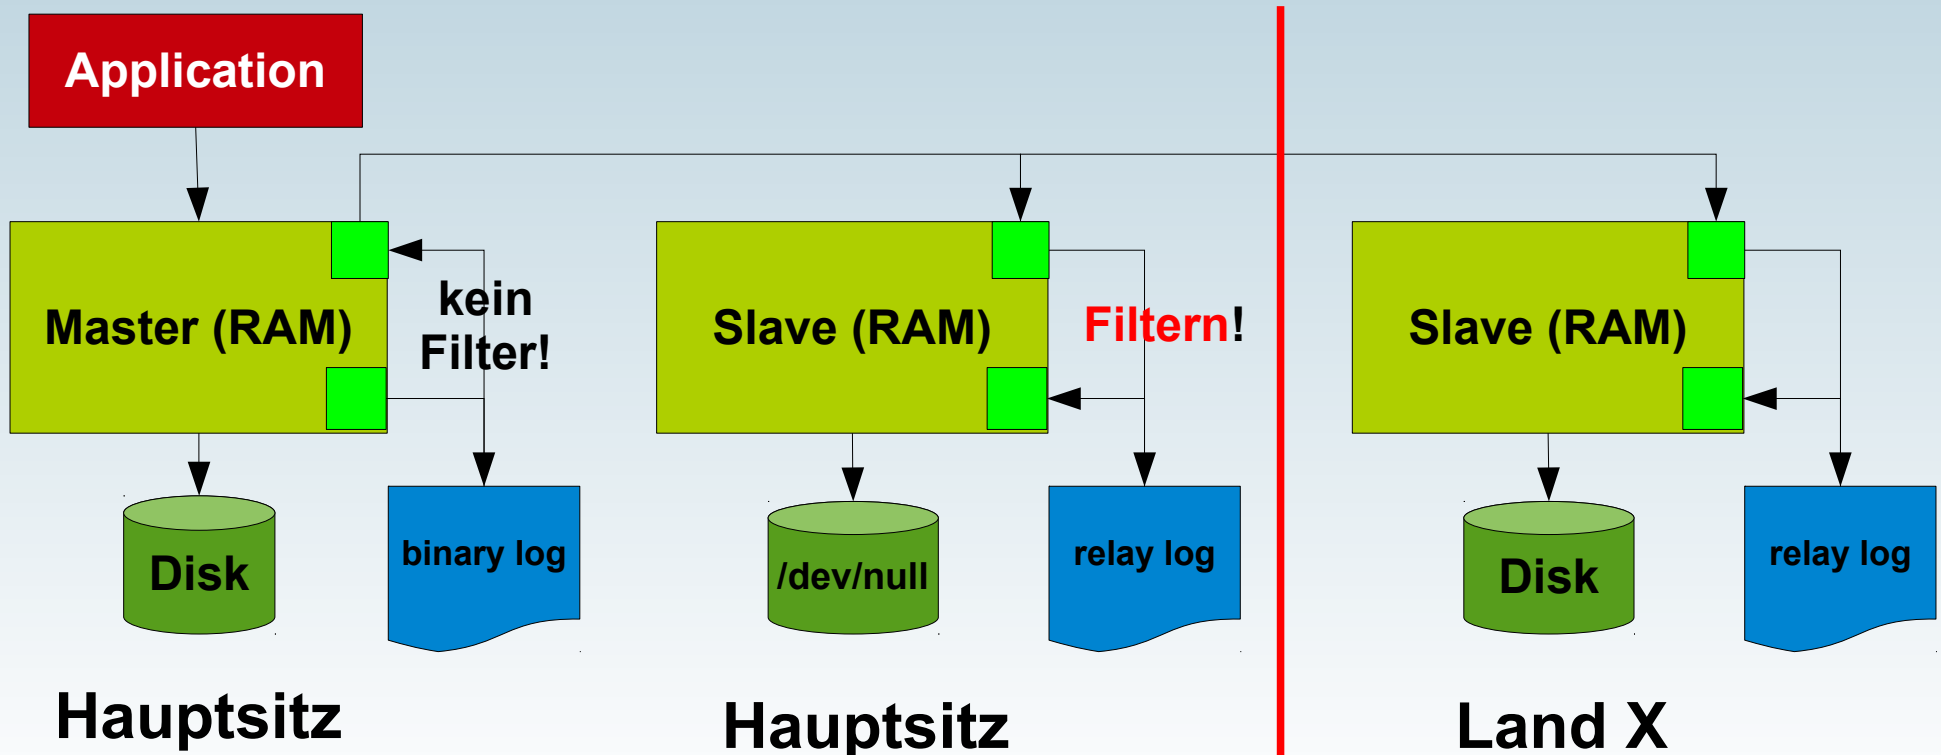 Application
kein
Filter!
Master (RAM)
Slave (RAM)
Filtern!
Slave (RAM)
Disk
binary log
/dev/null
relay log
Disk
relay log
Hauptsitz
Hauptsitz
Land X